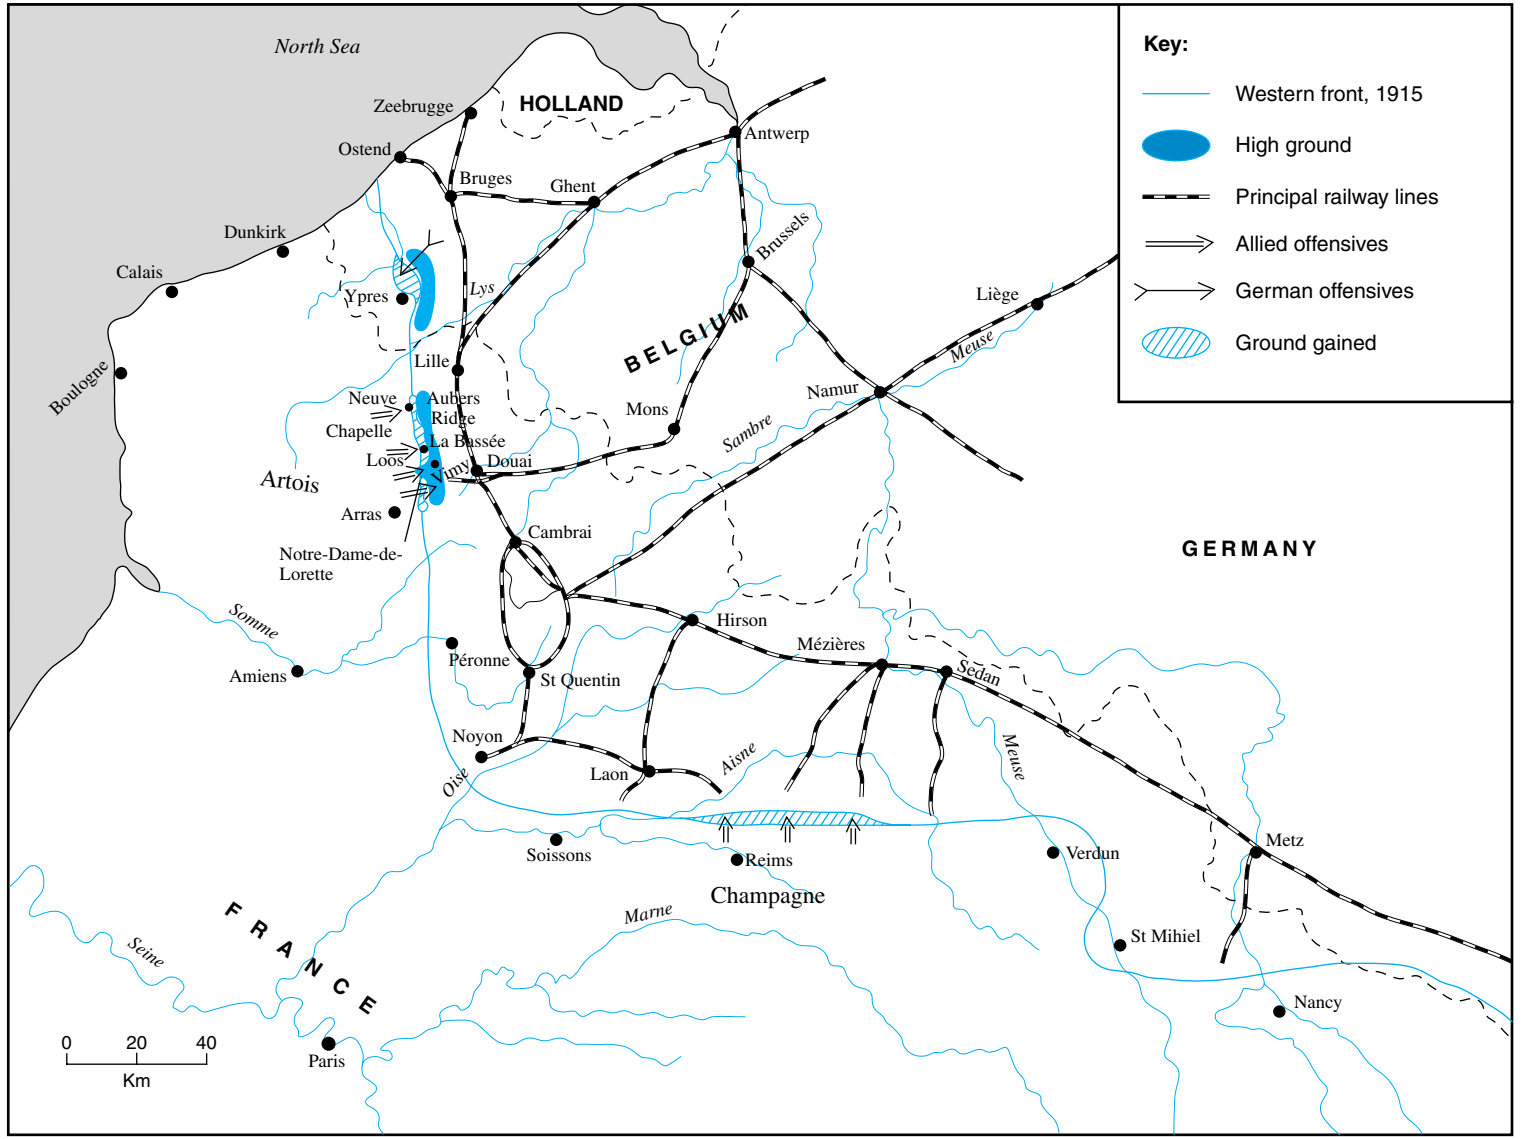 North Sea
Key:
Western front, 1915
High ground
Principal railway lines
Allied offensives
German offensives
Ground gained
HOLLAND
Zeebrugge
Antwerp
Ostend
Bruges
Ghent
Dunkirk
Brussels
Calais
Ypres
Lys
Liège
BELGIUM
Meuse
Lille
Boulogne
Neuve
Chapelle
Aubers
Ridge
Namur
Mons
Sambre
La Bassée
Loos
Vimy
Douai
Artois
Arras
Cambrai
Notre-Dame-de-
Lorette
GERMANY
Somme
Hirson
Mézières
Péronne
Amiens
St Quentin
Sedan
Noyon
Oise
Laon
Aisne
Meuse
Soissons
Reims
Verdun
Metz
Champagne
FRANCE
Marne
St Mihiel
Seine
Nancy
Paris
0 20 40
Km